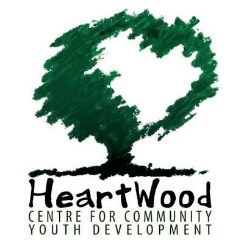 HeartWood
CENTRE FOR COMMUNITY
YOUTH DEVELOPMENT